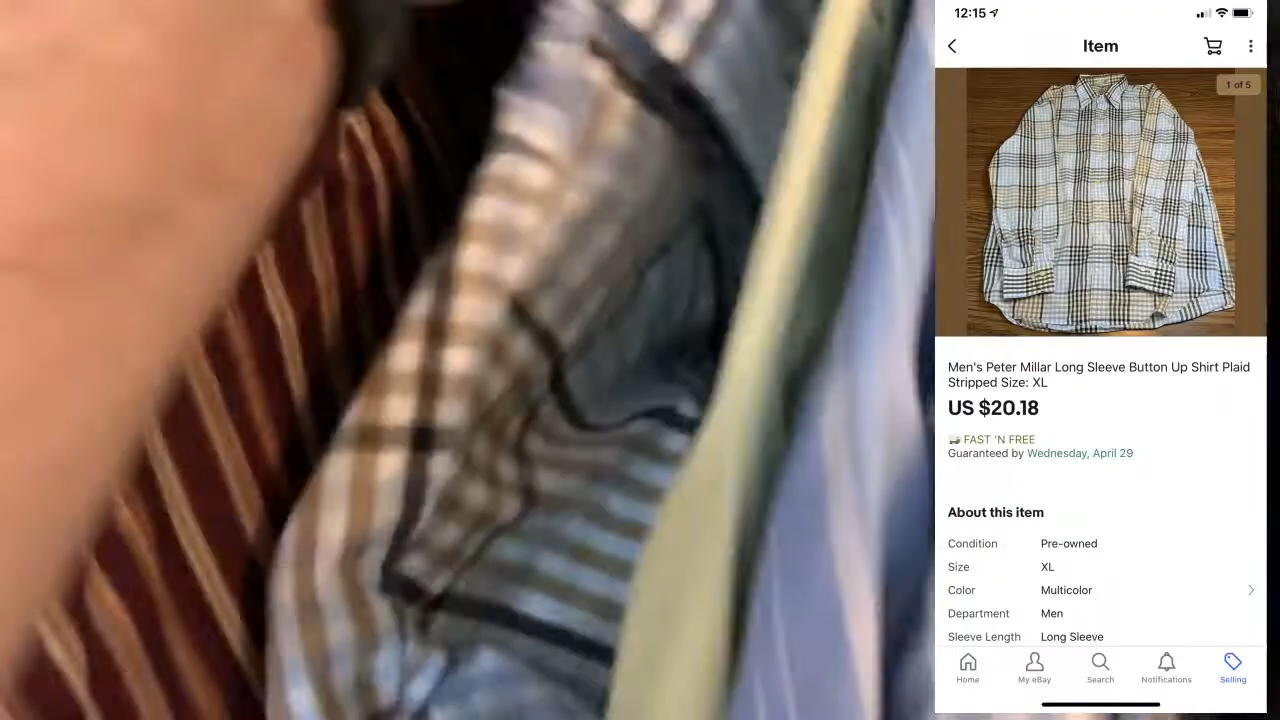 12:15
Item
1 of 5
Men's Peter Millar Long Sleeve Button Up Shirt Plaid
Stripped Size: XL
US $20.18
FAST 'N FREE
Guaranteed by Wednesday, April 29
About this item
Condition Pre-owned
Size XL
Color Multicolor
Department Men
Sleeve Length Long Sleeve
Home My eBay Search Notifications Selling